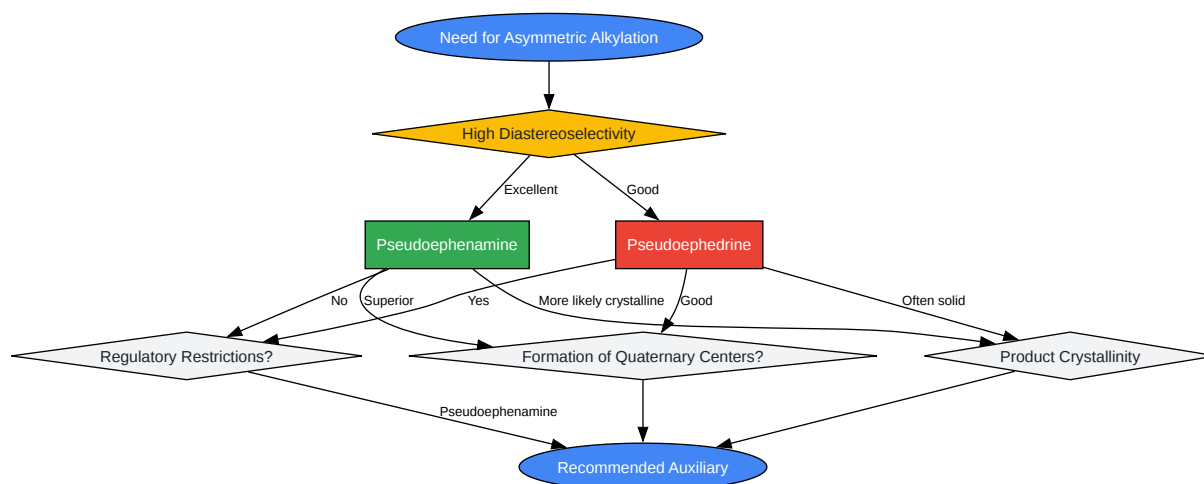 Need for Asymmetric Alkylation
High Diastereoselectivity
Excellent
Good
Pseudoephenamine
Pseudoephedrine
No
Superior
Yes
More likely crystalline
Good
Often solid
Regulatory Restrictions?
Formation of Quaternary Centers?
Product Crystallinity
Pseudoephenamine
Recommended Auxiliary